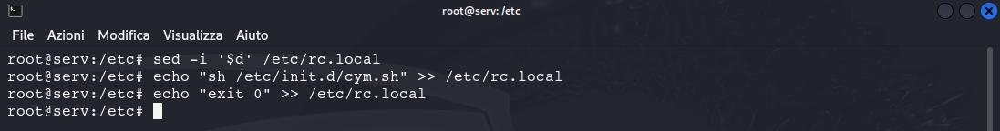 root@serv: /etc
File Azioni Modifica Visualizza Aiuto
root@serv:/etc# sed -i '$d' /etc/rc.local
root@serv:/etc# echo "sh /etc/init.d/cym.sh" >> /etc/rc.local
root@serv:/etc# echo "exit 0" >> /etc/rc.local
root@serv:/etc#